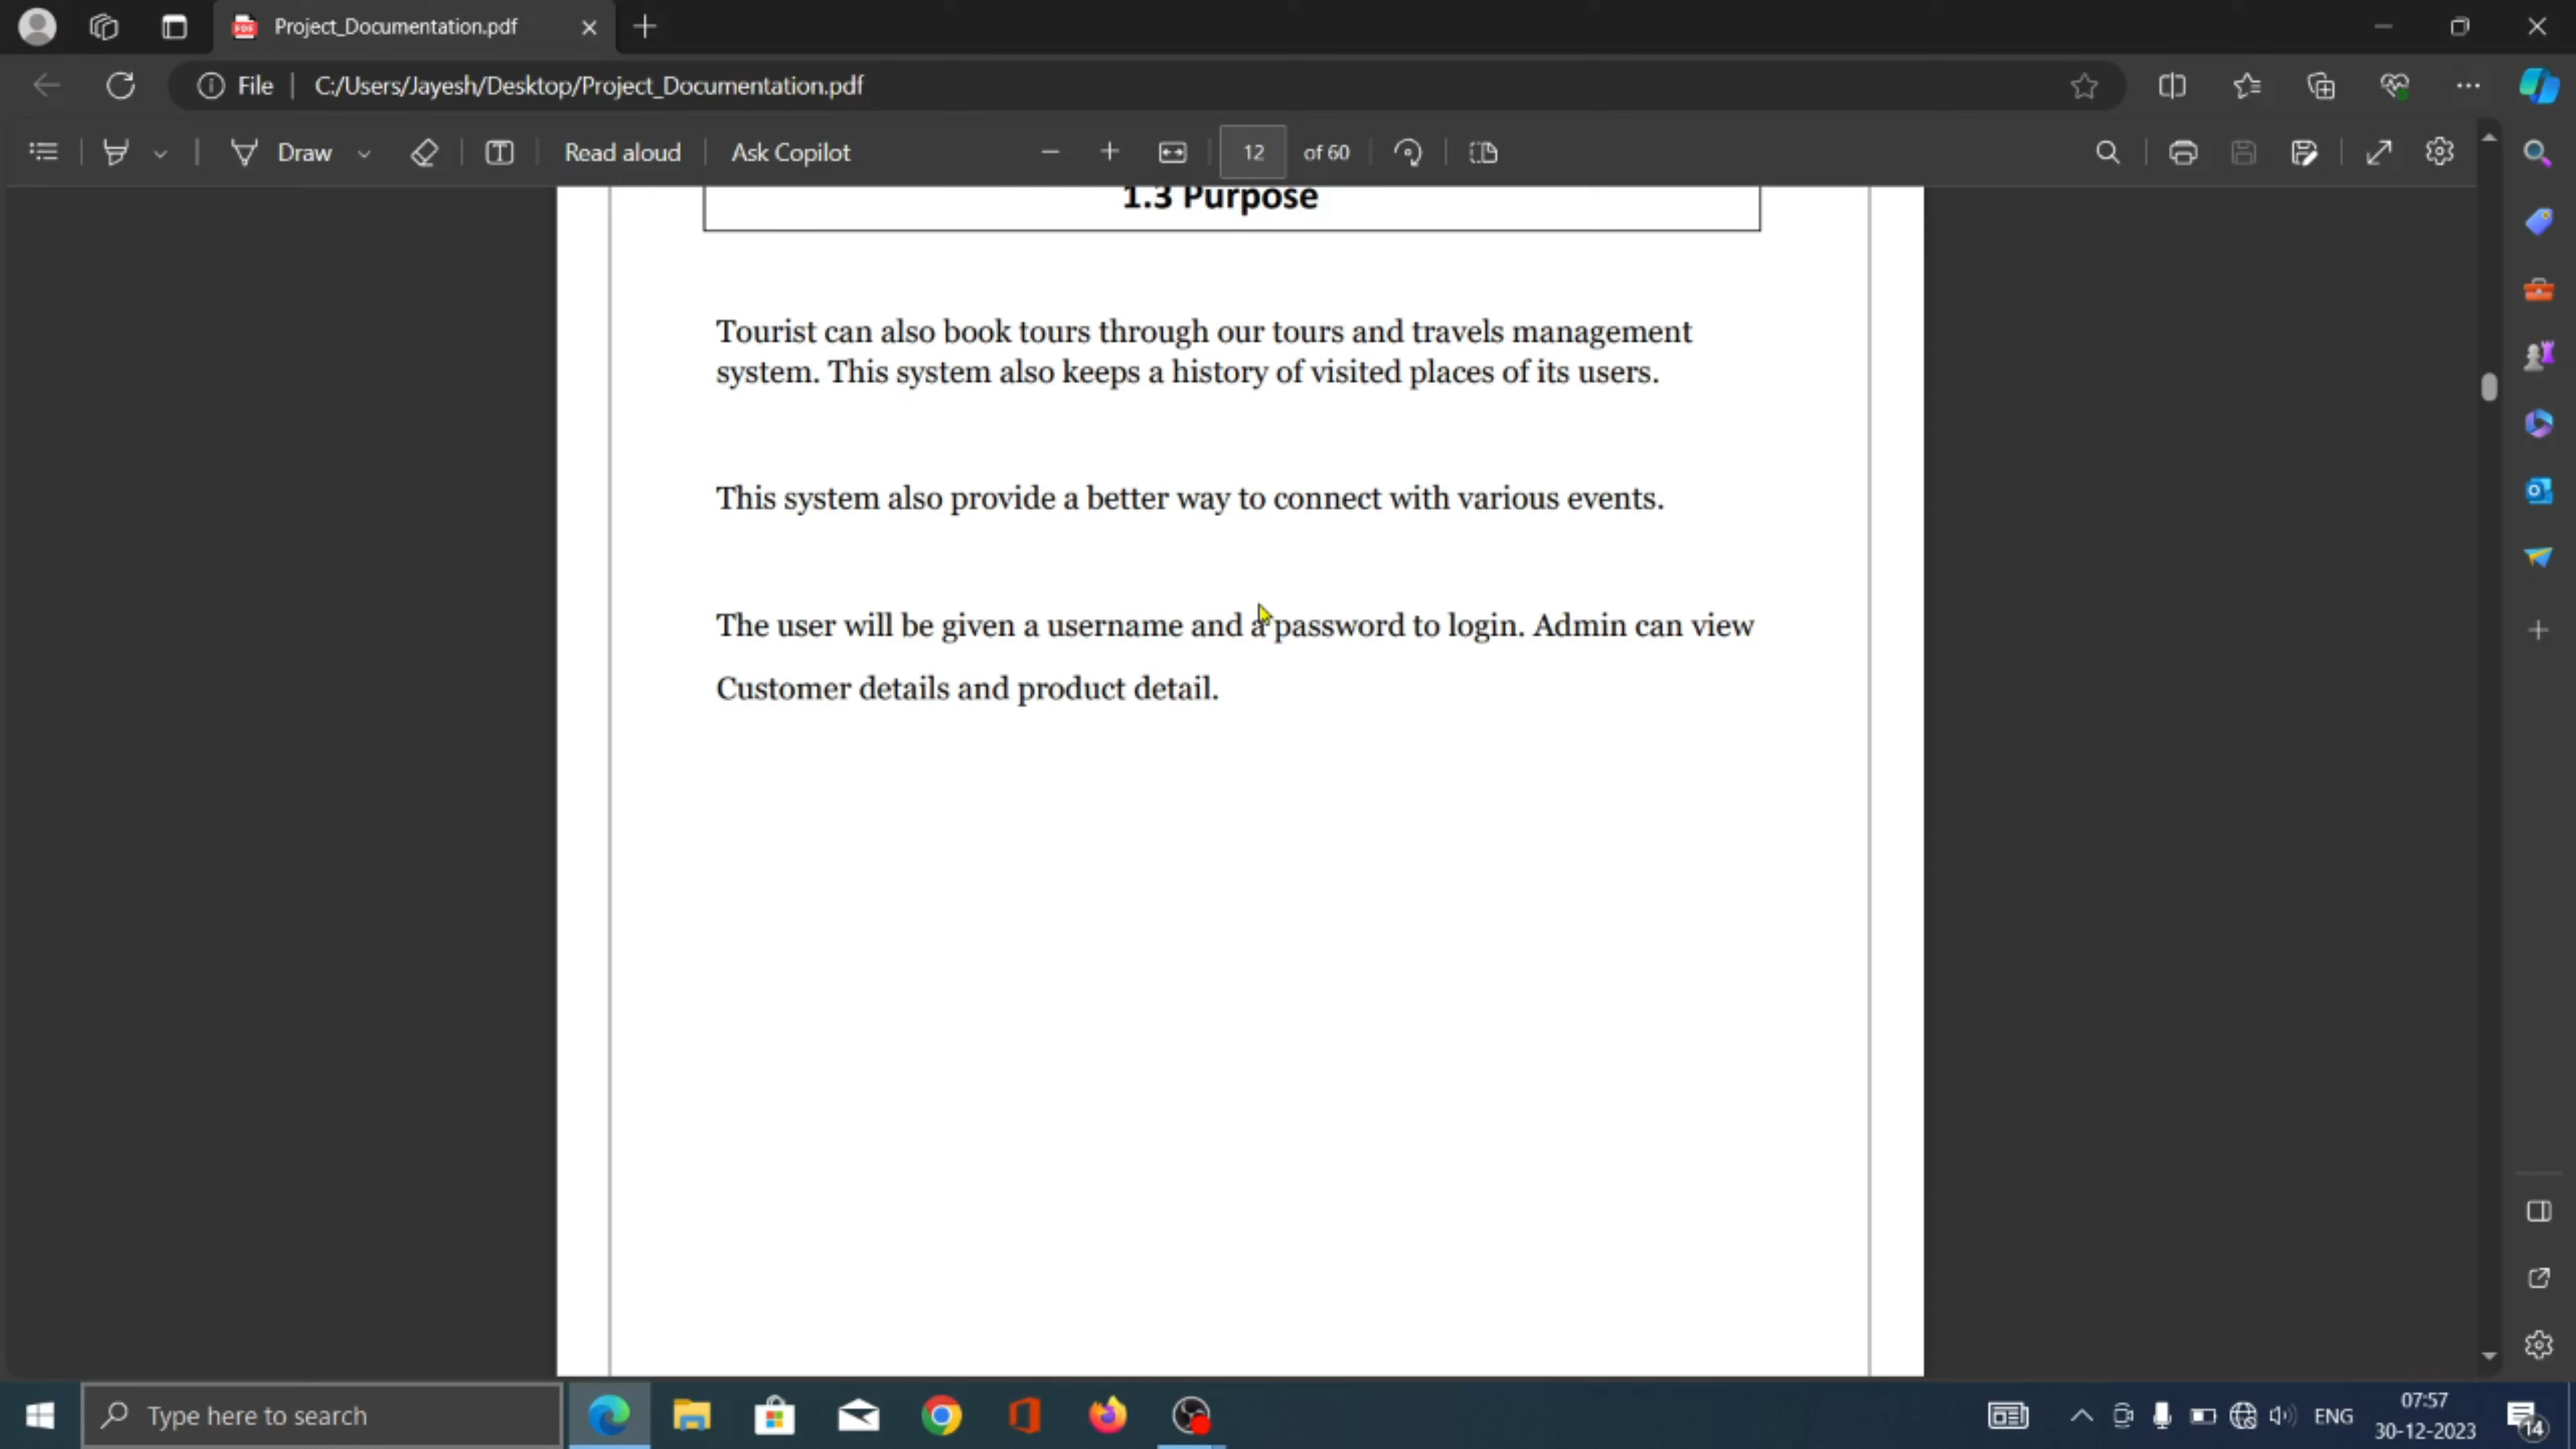 Project_Documentation.pdf
File
C:/Users/Jayesh/Desktop/Project_Documentation.pdf
Draw
Read aloud
Ask Copilot
12 of 60
1.3 Purpose
Tourist can also book tours through our tours and travels management
system. This system also keeps a history of visited places of its users.
This system also provide a better way to connect with various events.
The user will be given a username and a password to login. Admin can view
Customer details and product detail.
Type here to search
ENG
07:57
30-12-2023
14